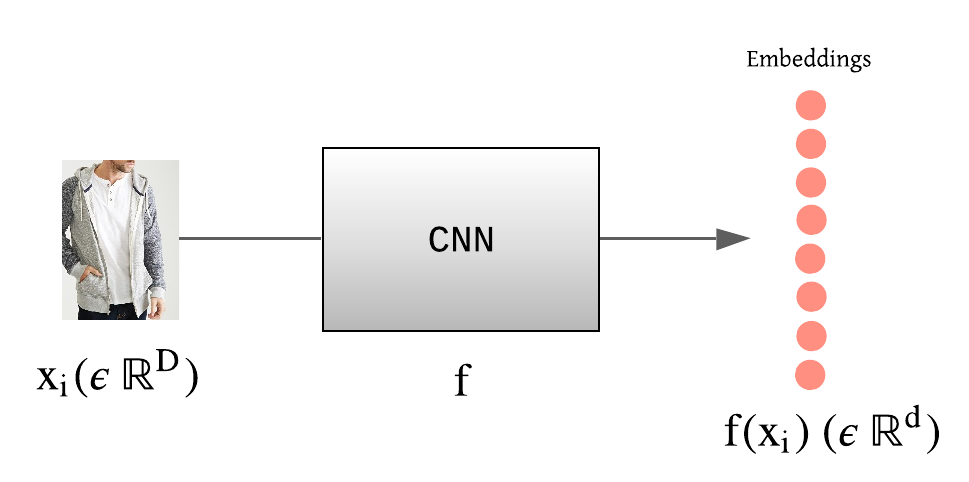 Embeddings
CNN
xᵢ(ϵ ℝᴰ)
f
f(xᵢ) (ϵ ℝᵈ)